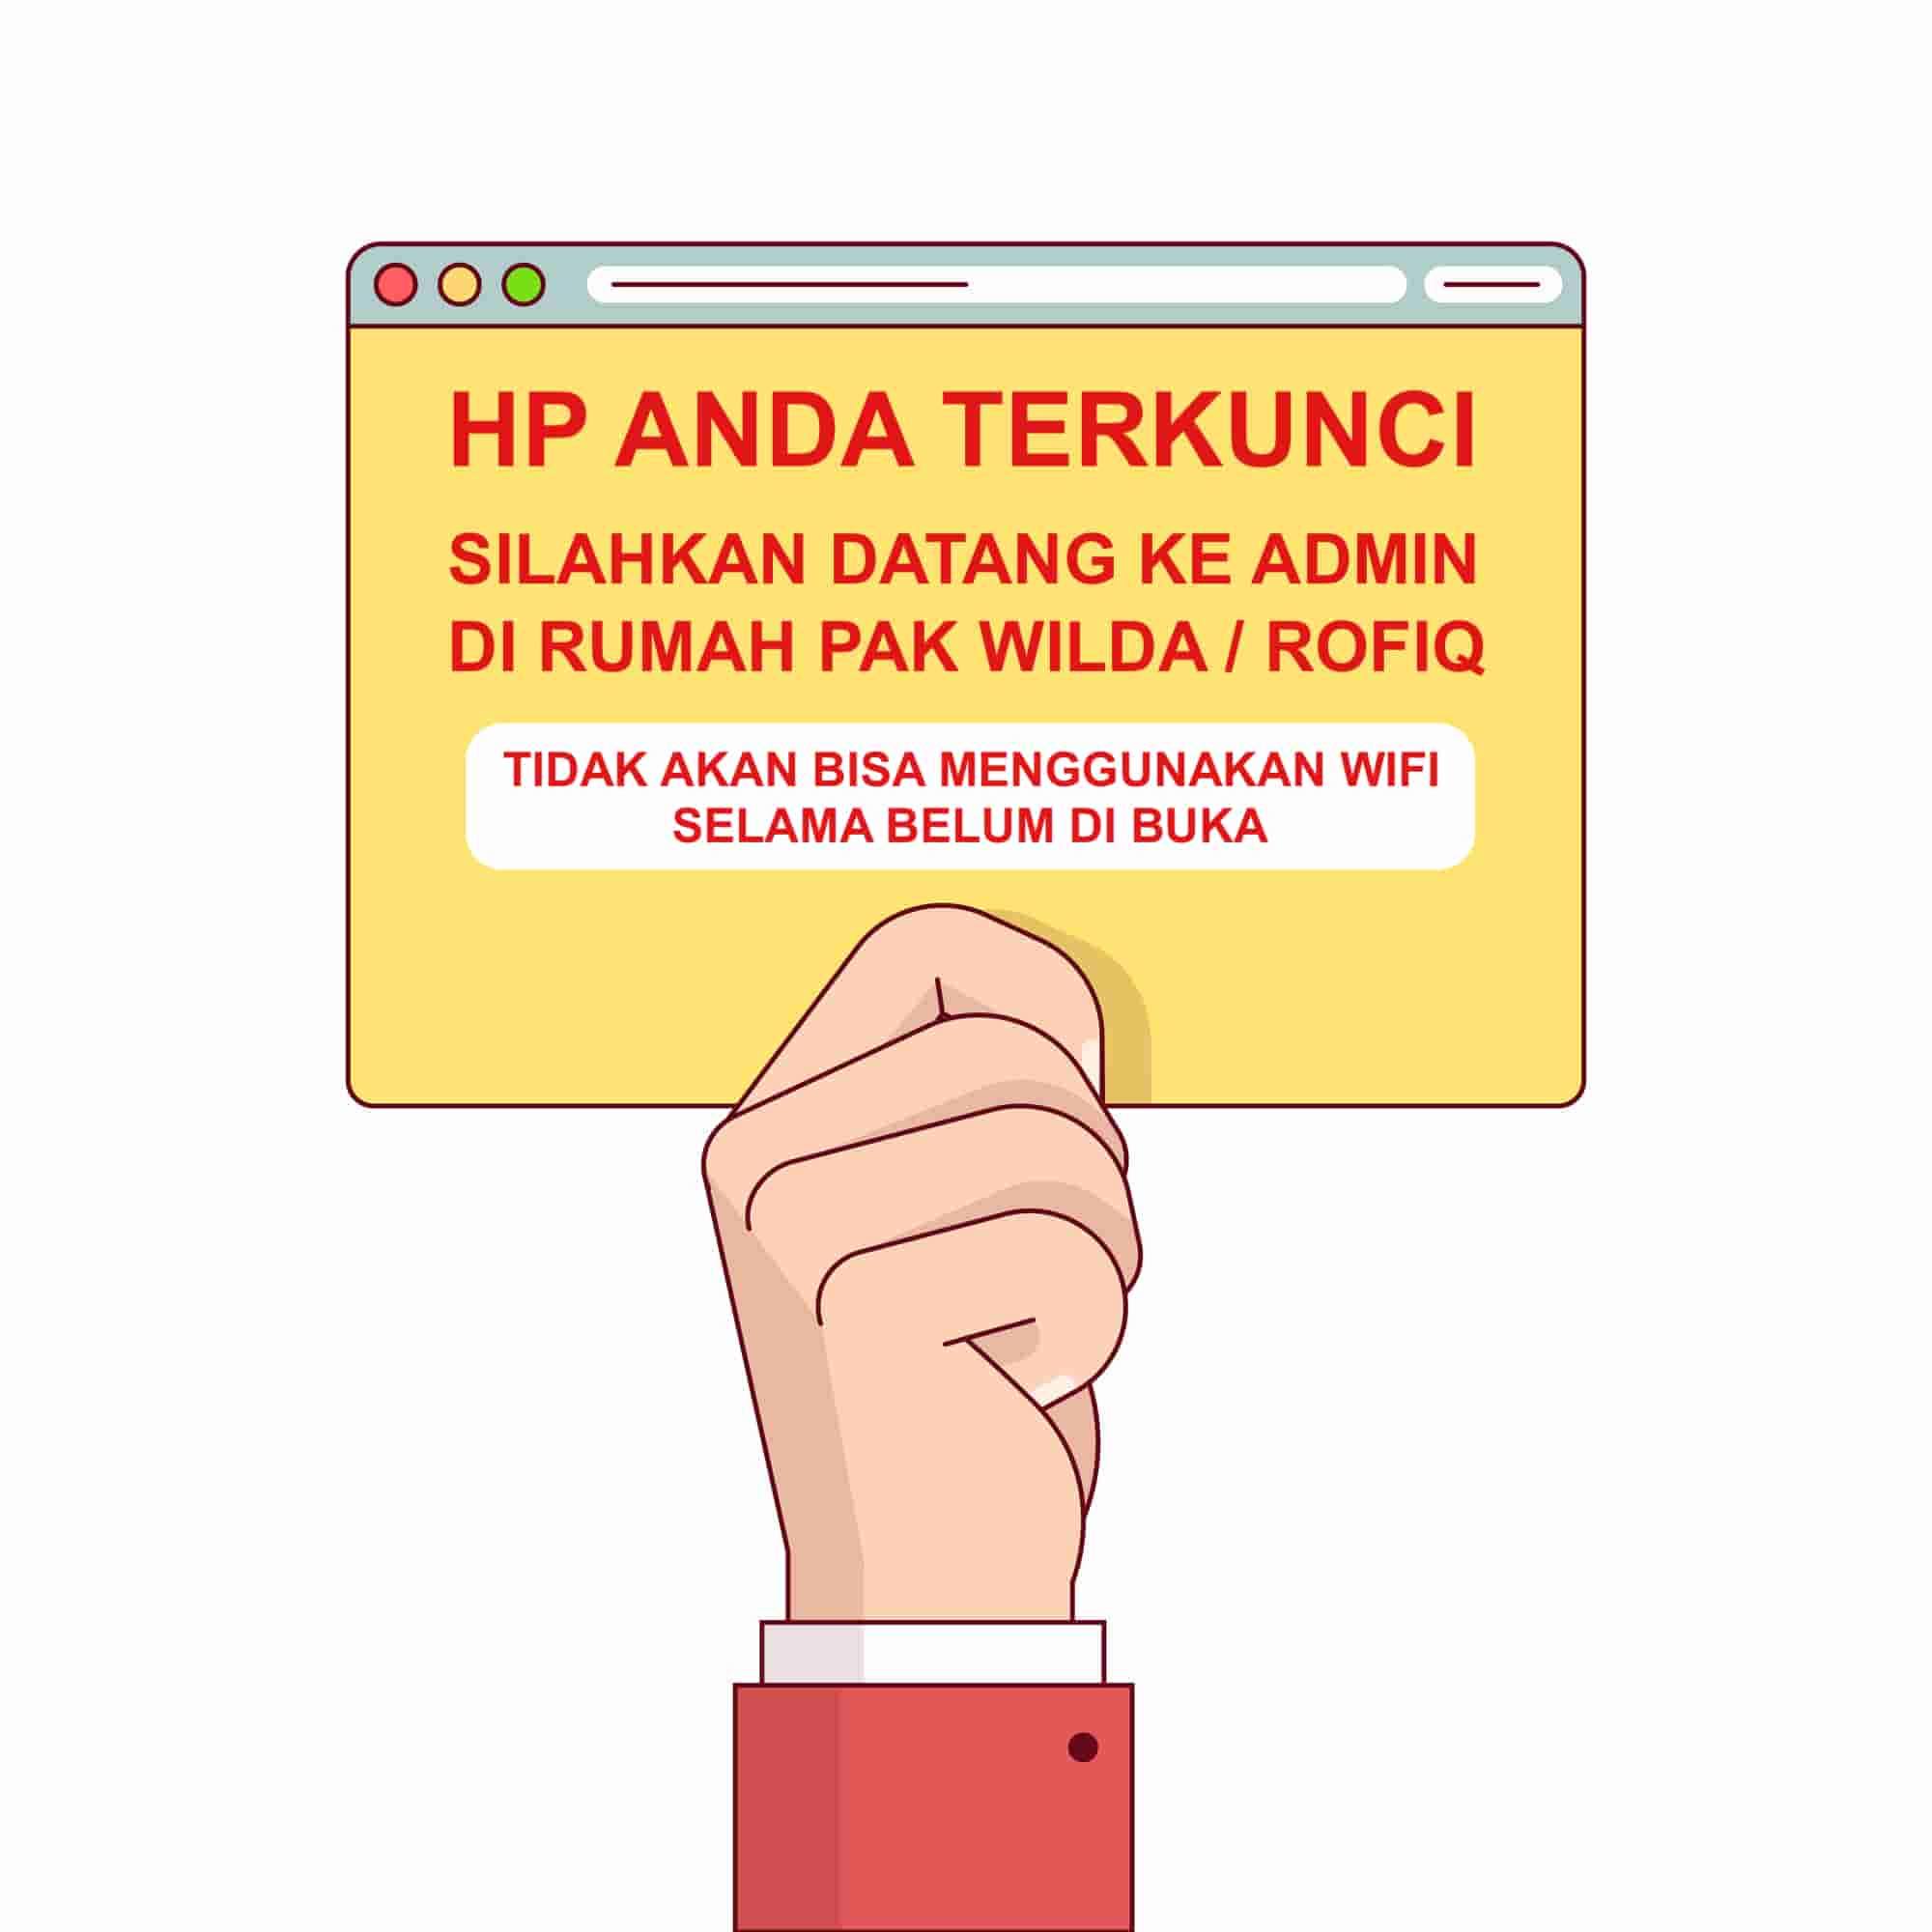 HP ANDA TERKUNCI
SILAHKAN DATANG KE ADMIN
DI RUMAH PAK WILDA / ROFIQ
TIDAK AKAN BISA MENGGUNAKAN WIFI
SELAMA BELUM DI BUKA